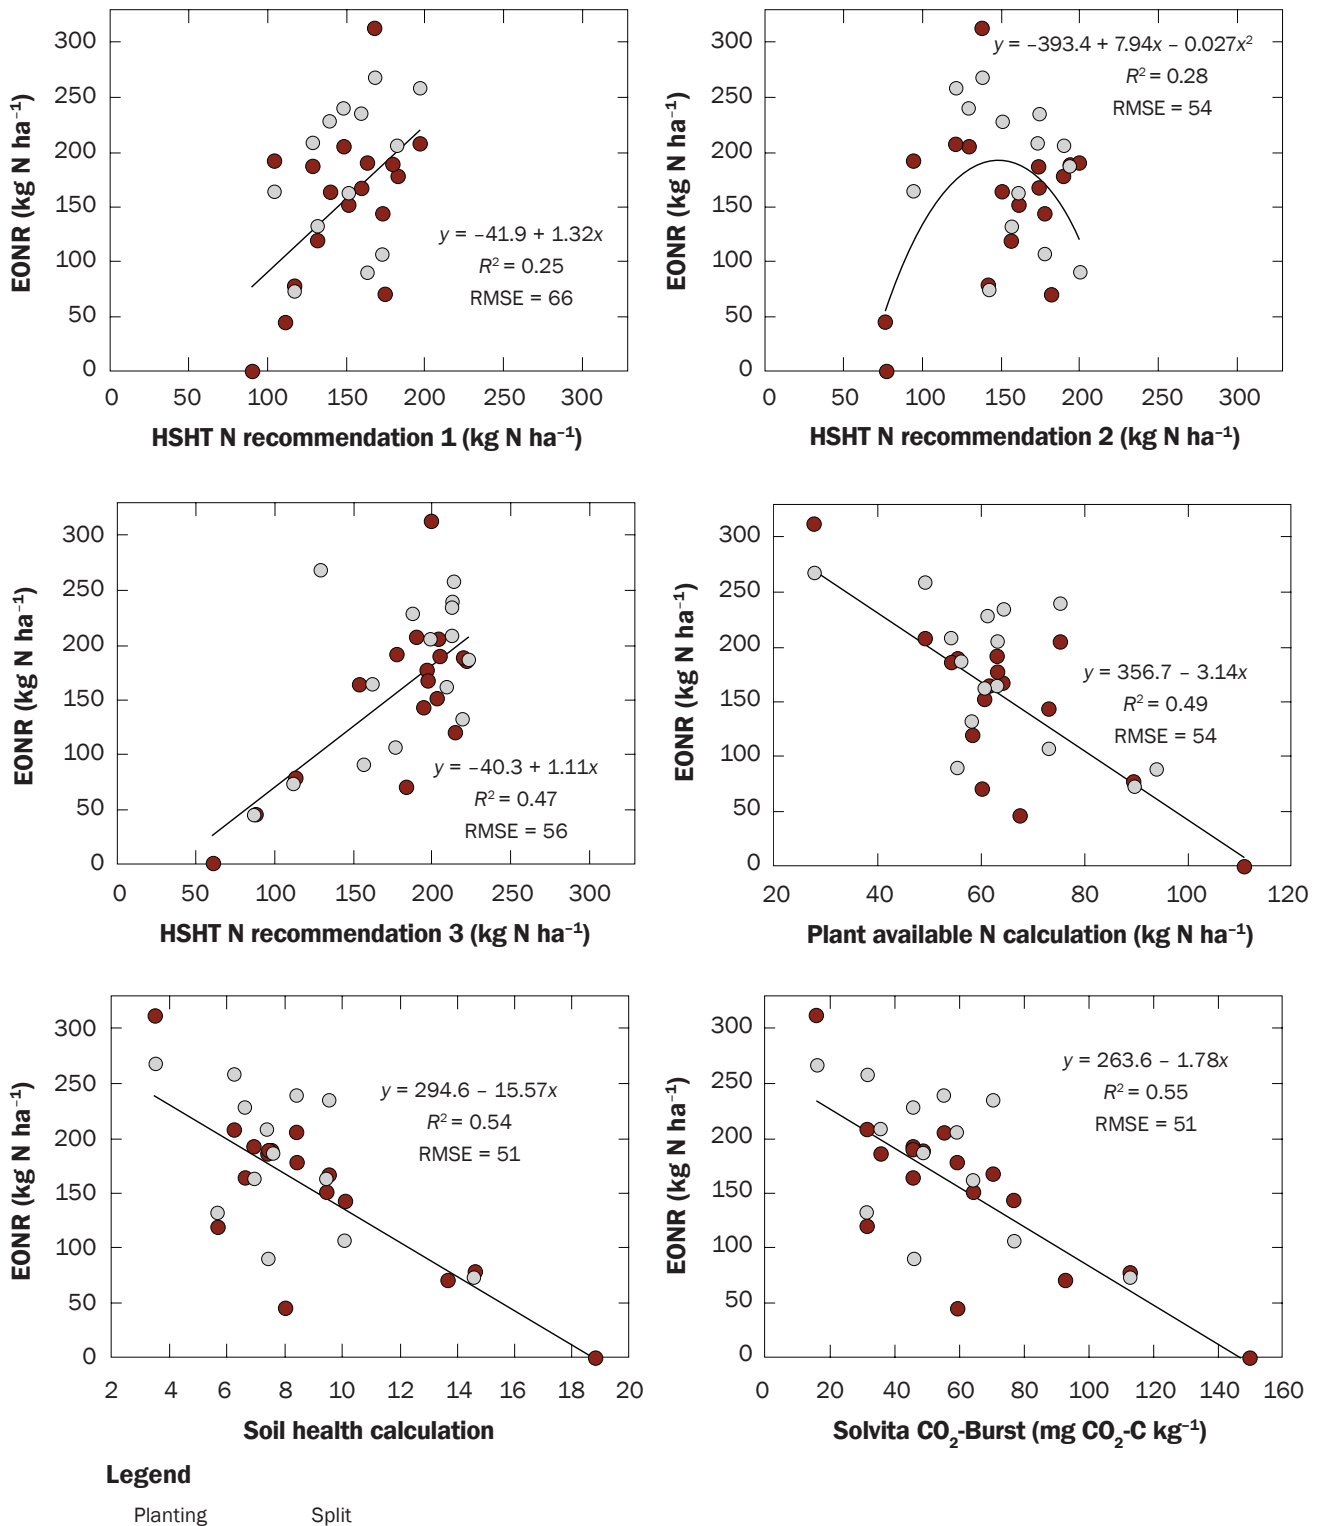 300
250
200
150
100
50
0
EONR (kg N ha⁻¹)
y = –41.9 + 1.32x
R² = 0.25
RMSE = 66
0 50 100 150 200 250 300
HSHT N recommendation 1 (kg N ha⁻¹)
300
250
200
150
100
50
0
EONR (kg N ha⁻¹)
y = –393.4 + 7.94x – 0.027x²
R² = 0.28
RMSE = 54
0 50 100 150 200 250 300
HSHT N recommendation 2 (kg N ha⁻¹)
300
250
200
150
100
50
0
EONR (kg N ha⁻¹)
y = –40.3 + 1.11x
R² = 0.47
RMSE = 56
0 50 100 150 200 250 300
HSHT N recommendation 3 (kg N ha⁻¹)
300
250
200
150
100
50
0
EONR (kg N ha⁻¹)
y = 356.7 – 3.14x
R² = 0.49
RMSE = 54
20 40 60 80 100 120
Plant available N calculation (kg N ha⁻¹)
300
250
200
150
100
50
0
EONR (kg N ha⁻¹)
y = 294.6 – 15.57x
R² = 0.54
RMSE = 51
2 4 6 8 10 12 14 16 18 20
Soil health calculation
300
250
200
150
100
50
0
EONR (kg N ha⁻¹)
y = 263.6 – 1.78x
R² = 0.55
RMSE = 51
0 20 40 60 80 100 120 140 160
Solvita CO₂-Burst (mg CO₂-C kg⁻¹)
Legend
Planting Split